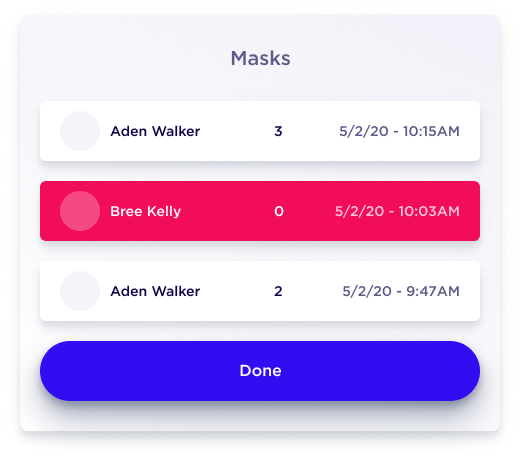 Masks
Aden Walker 3 5/2/20 - 10:15AM
Bree Kelly 0 5/2/20 - 10:03AM
Aden Walker 2 5/2/20 - 9:47AM
Done